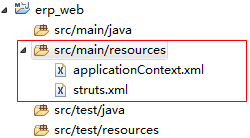 erp_web
src/main/java
src/main/resources
applicationContext.xml
struts.xml
src/test/java
src/test/resources